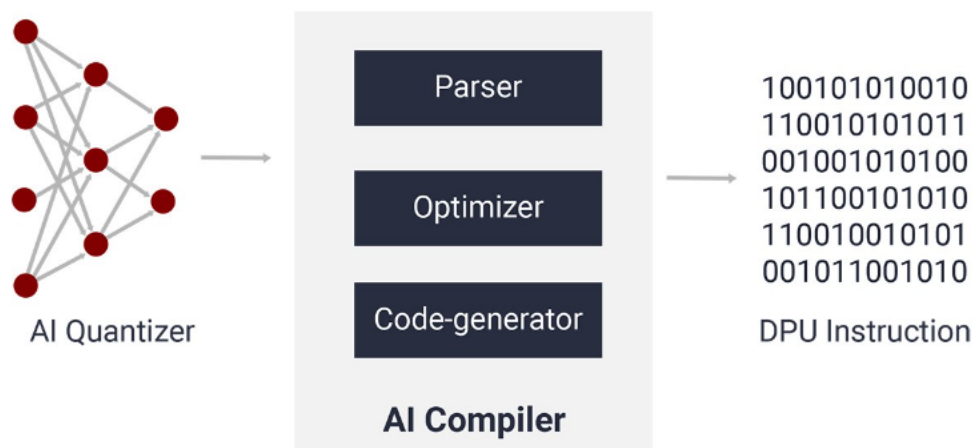 AI Quantizer
Parser
Optimizer
Code-generator
AI Compiler
100101010010
110010101011
001001010100
101100101010
110010010101
001011001010
DPU Instruction